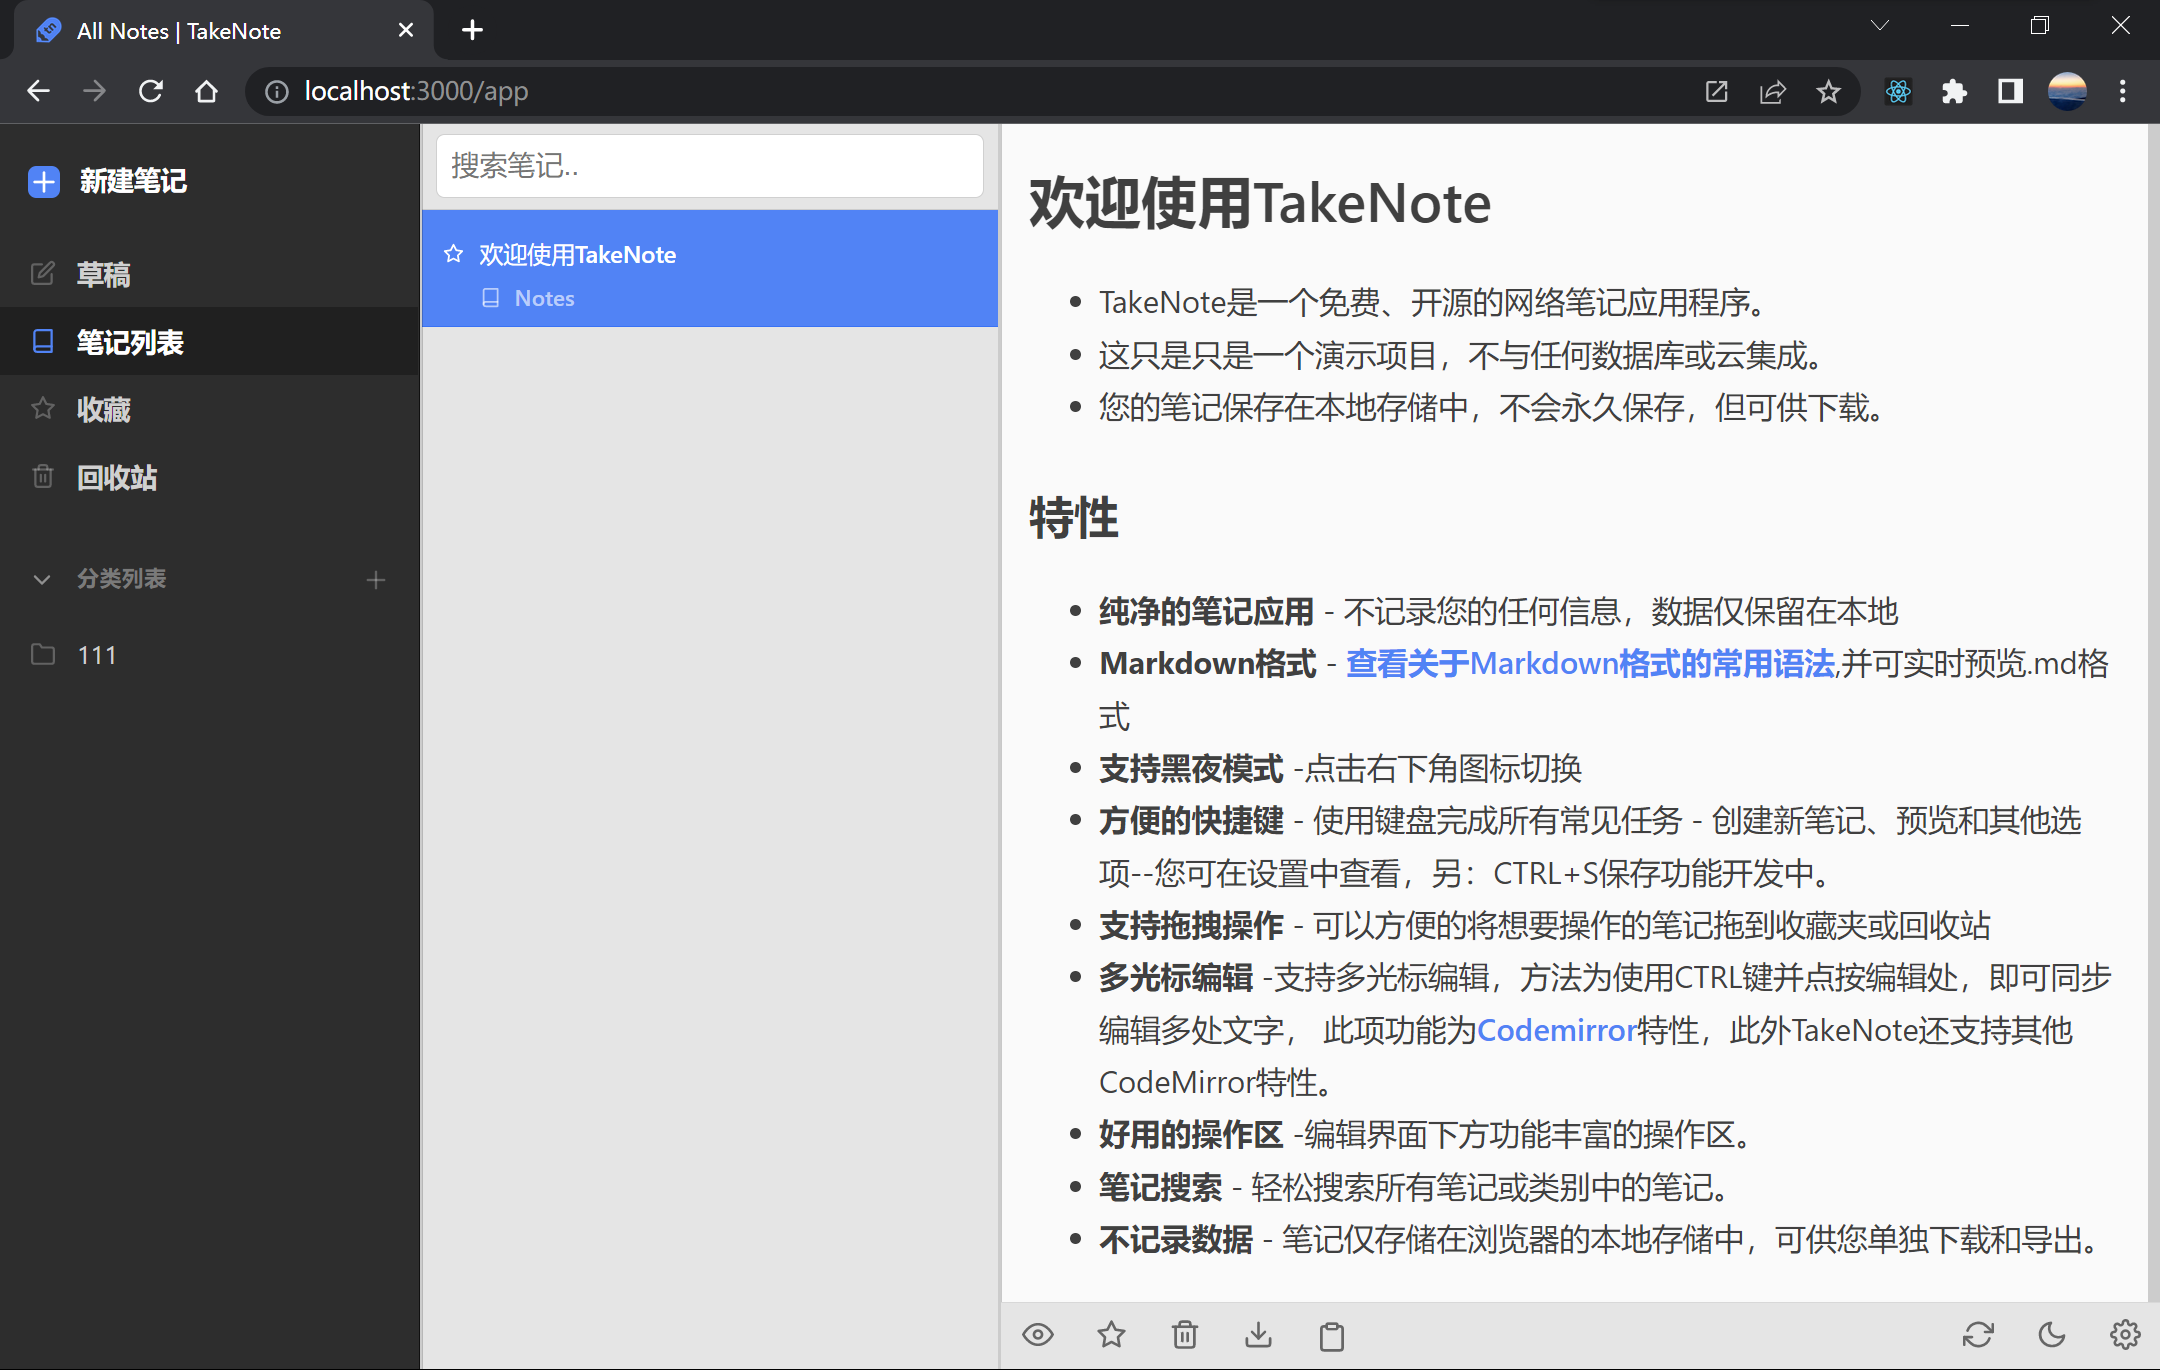 All Notes | TakeNote
localhost:3000/app
新建笔记
草稿
笔记列表
收藏
回收站
分类列表
111
搜索笔记..
欢迎使用TakeNote
Notes
欢迎使用TakeNote
TakeNote是一个免费、开源的网络笔记应用程序。
这只是只是一个演示项目，不与任何数据库或云集成。
您的笔记保存在本地存储中，不会永久保存，但可供下载。
特性
纯净的笔记应用 - 不记录您的任何信息，数据仅保留在本地
Markdown格式 - 查看关于Markdown格式的常用语法,并可实时预览.md格
式
支持黑夜模式 -点击右下角图标切换
方便的快捷键 - 使用键盘完成所有常见任务 - 创建新笔记、预览和其他选
项--您可在设置中查看，另：CTRL+S保存功能开发中。
支持拖拽操作 - 可以方便的将想要操作的笔记拖到收藏夹或回收站
多光标编辑 -支持多光标编辑，方法为使用CTRL键并点按编辑处，即可同步
编辑多处文字， 此项功能为Codemirror特性，此外TakeNote还支持其他
CodeMirror特性。
好用的操作区 -编辑界面下方功能丰富的操作区。
笔记搜索 - 轻松搜索所有笔记或类别中的笔记。
不记录数据 - 笔记仅存储在浏览器的本地存储中，可供您单独下载和导出。